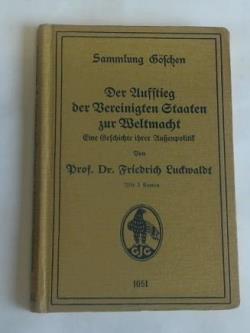 Sammlung Göschen
Der Aufstieg
der Vereinigten Staaten
zur Weltmacht
Eine Geschichte ihrer Außenpolitik
Von
Prof. Dr. Friedrich Luckwaldt
Mit 3 Karten
1051